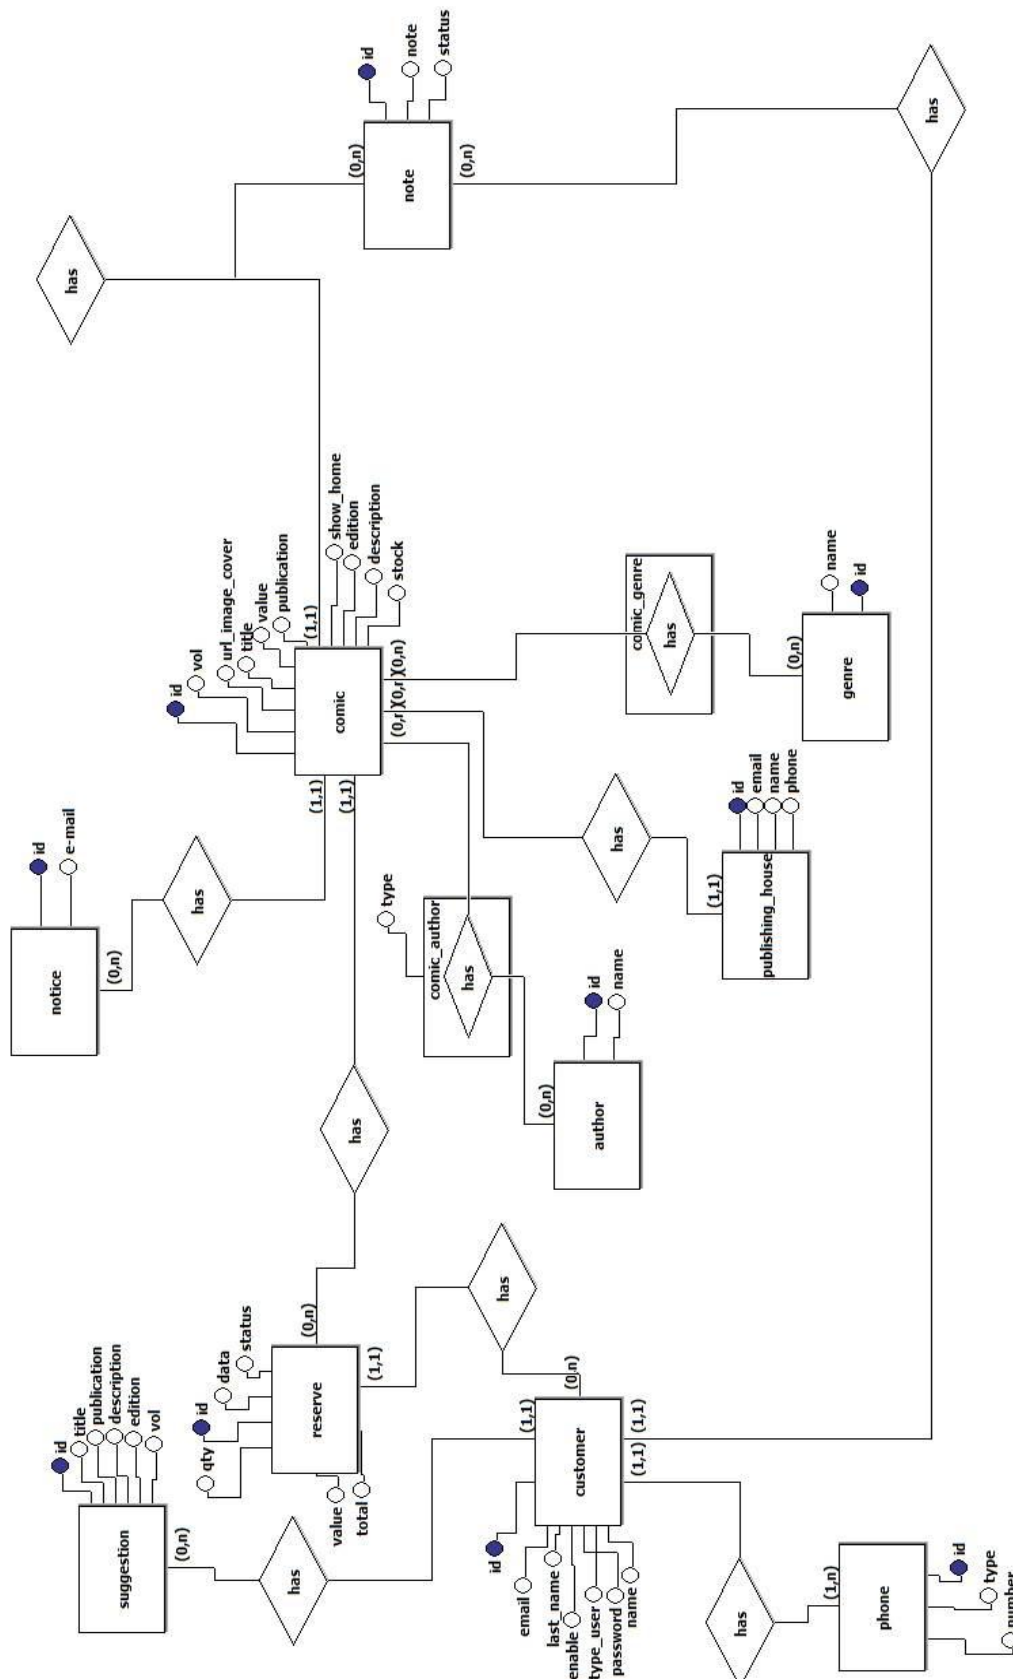 suggestion
id
title
publication
description
edition
vol
(0,n)
has
notice
id
e-mail
(0,n)
has
has
qty
id
data
status
reserve
value
total
(0,n)
(1,1)
has
has
id
vol
url_image_cover
title
value
publication
comic
show_home
edition
description
stock
(1,1)
(1,1)
(1,1)
(0,r)(0,r)(0,n)
note
id
note
status
(0,n)
(0,n)
type
comic_author
has
author
id
name
(0,n)
has
publishing_house
id
email
name
phone
(1,1)
comic_genre
has
genre
name
id
(0,n)
customer
id
email
last_name
enable
type_user
password
name
(1,1)
(0,n)
(1,1)
(1,1)
has
phone
id
type
number
(1,n)
has